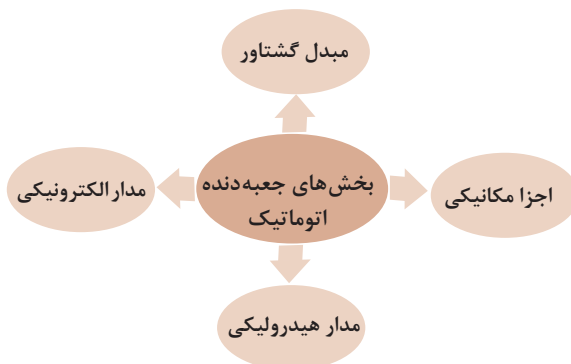 مبدل گشتاور
بخش‌های جعبه‌دنده
اتوماتیک
اجزا مکانیکی
مدار الکترونیکی
مدار هیدرولیکی